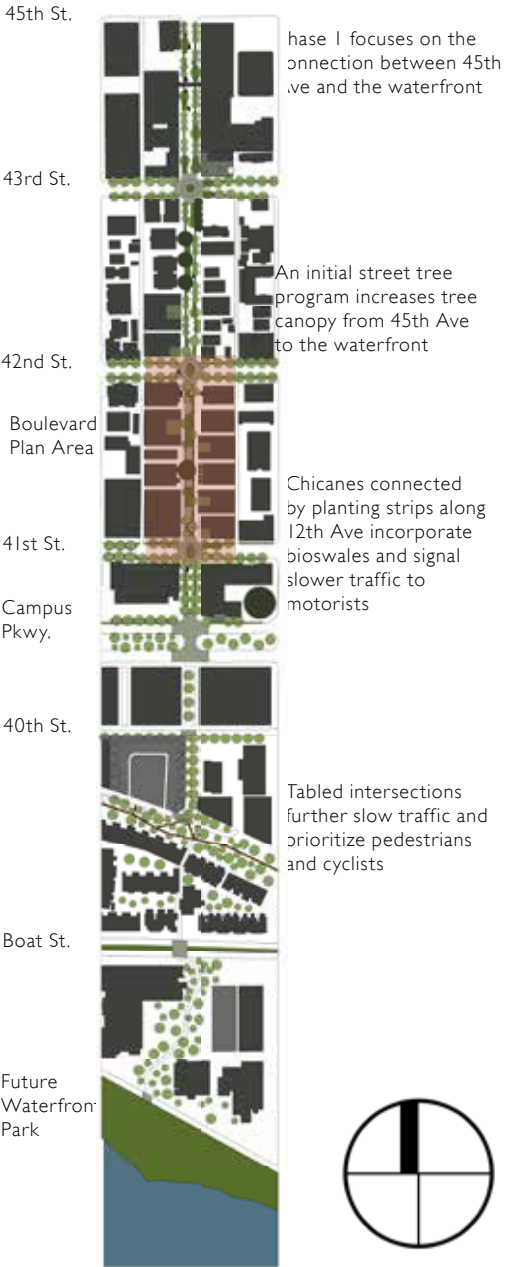 45th St.
hase 1 focuses on the
onnection between 45th
ve and the waterfront
43rd St.
An initial street tree
program increases tree
canopy from 45th Ave
to the waterfront
42nd St.
Boulevard
Plan Area
Chicanes connected
by planting strips along
12th Ave incorporate
bioswales and signal
slower traffic to
motorists
41st St.
Campus
Pkwy.
40th St.
Tabled intersections
further slow traffic and
prioritize pedestrians
and cyclists
Boat St.
Future
Waterfront
Park